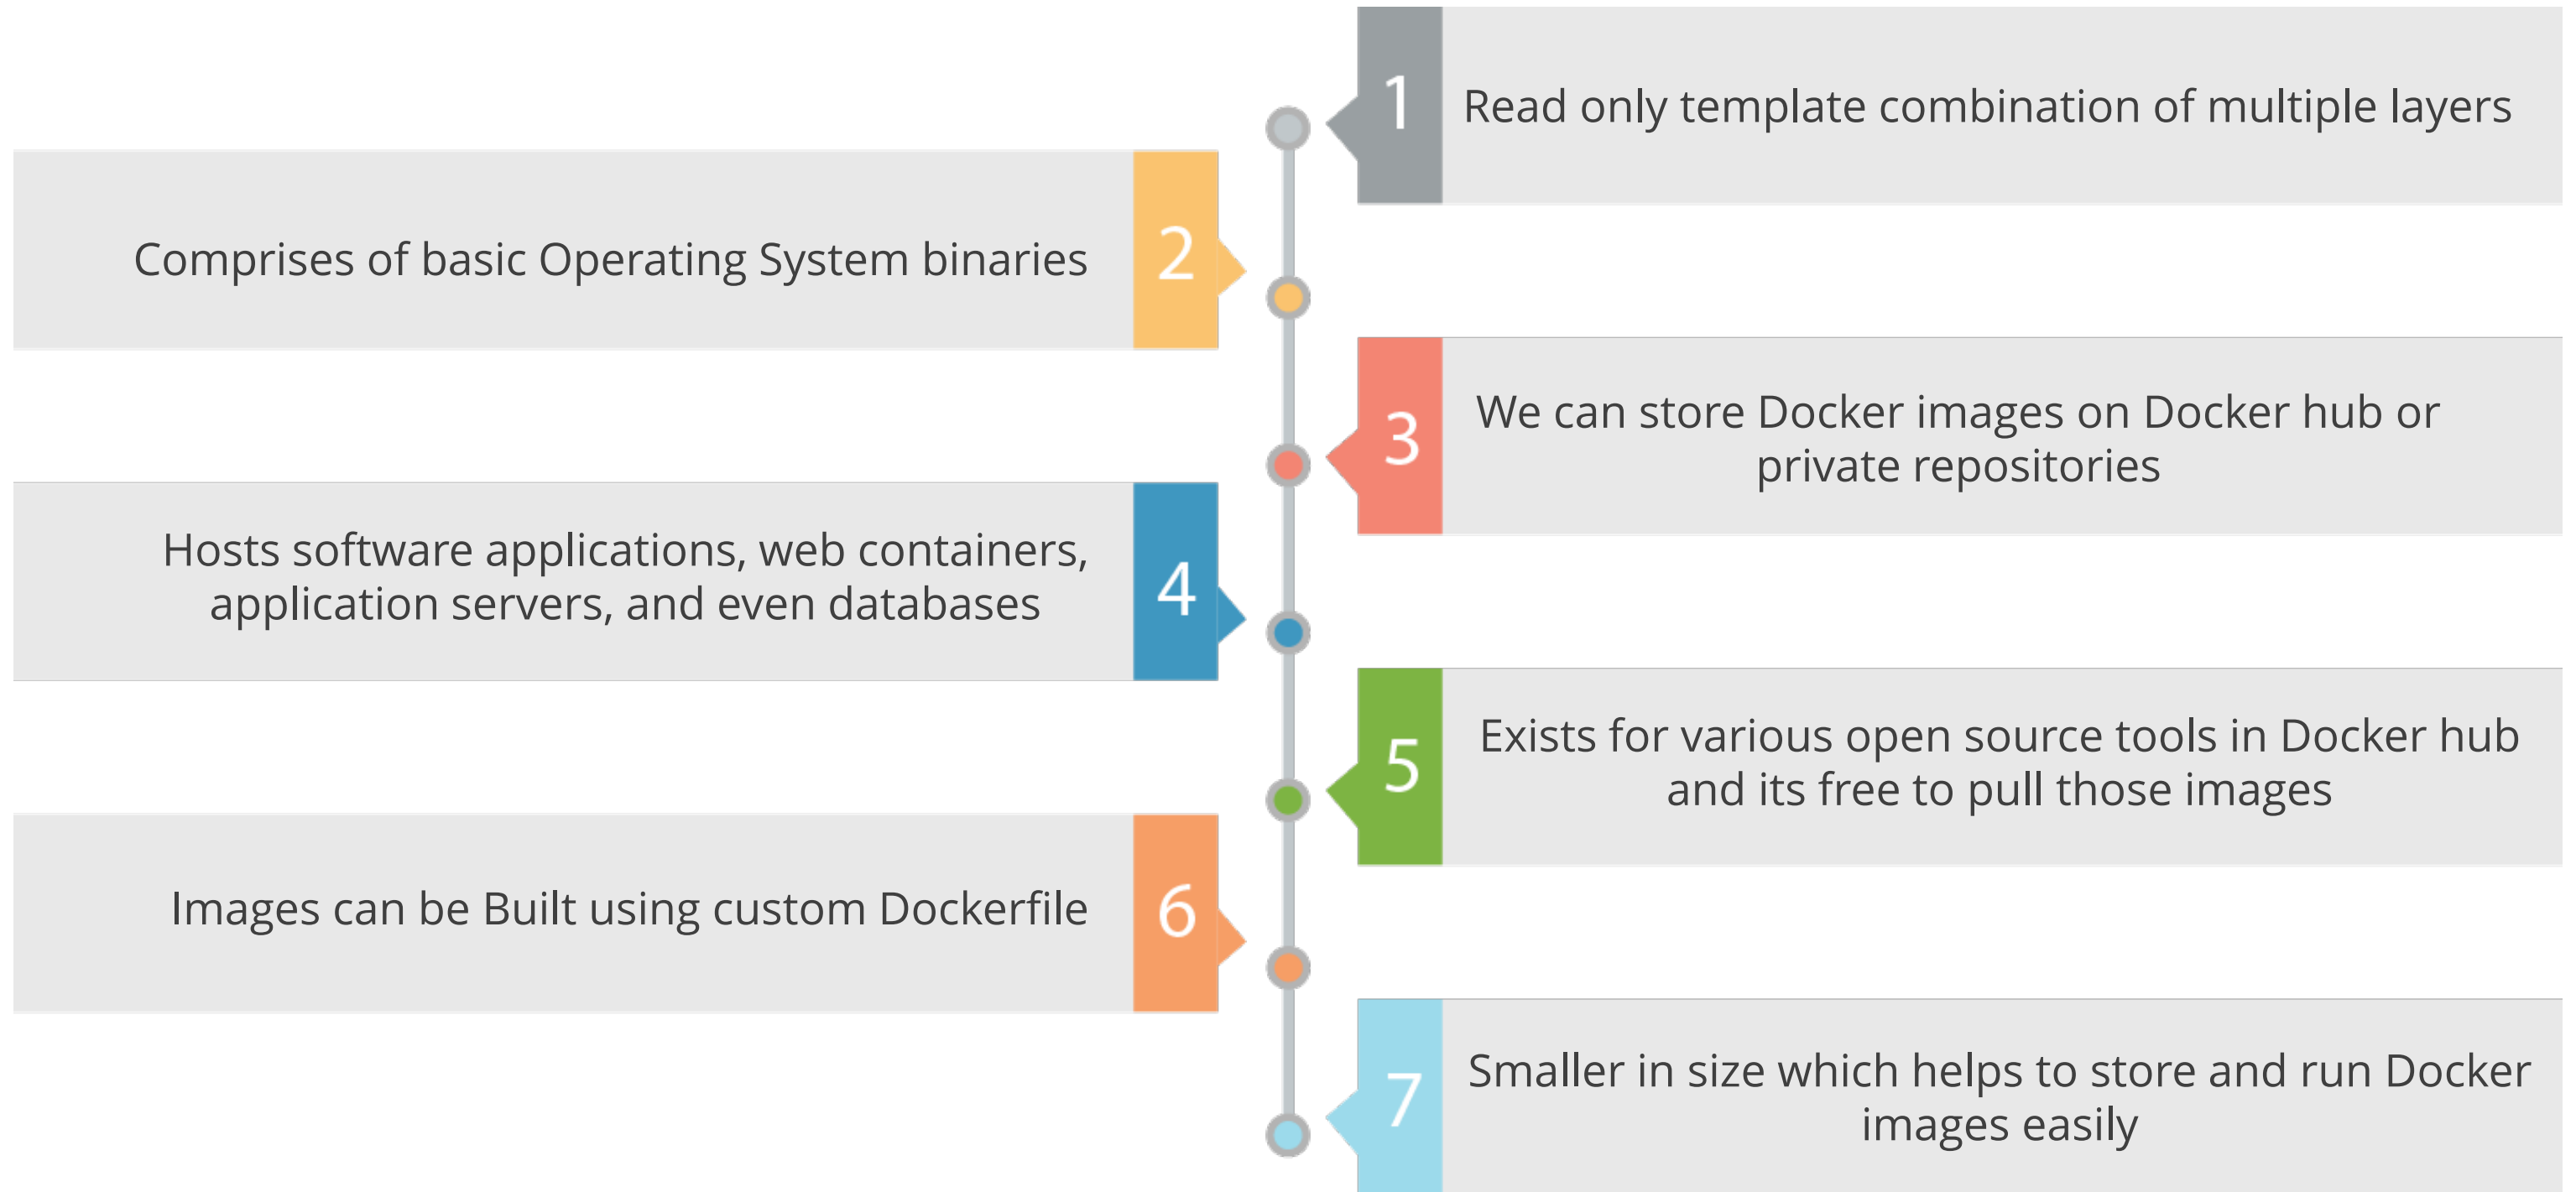 1
Read only template combination of multiple layers
2
Comprises of basic Operating System binaries
3
We can store Docker images on Docker hub or
private repositories
4
Hosts software applications, web containers,
application servers, and even databases
5
Exists for various open source tools in Docker hub
and its free to pull those images
6
Images can be Built using custom Dockerfile
7
Smaller in size which helps to store and run Docker
images easily